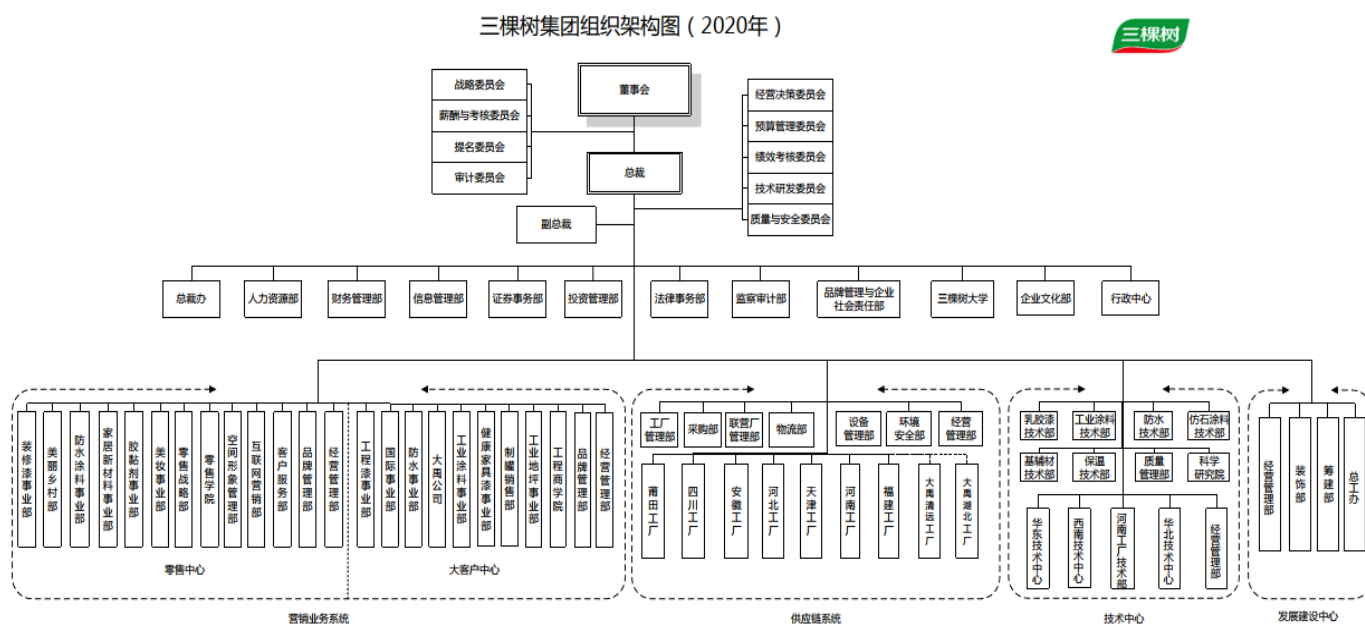 三棵树集团组织架构图（2020年）
三棵树
董事会
战略委员会
薪酬与考核委员会
提名委员会
审计委员会
经营决策委员会
预算管理委员会
绩效考核委员会
技术研发委员会
质量与安全委员会
总裁
副总裁
总裁办
人力资源部
财务管理部
信息管理部
证券事务部
投资管理部
法律事务部
监察审计部
品牌管理与企业
社会责任部
三棵树大学
企业文化部
行政中心
装修漆事业部
美丽乡村部
防水涂料事业部
家居新材料事业部
胶黏剂事业部
美妆事业部
零售战略部
零售学院
空间形象管理部
互联网营销部
客户服务部
品牌管理部
经营管理部
零售中心
工程漆事业部
国际事业部
防水事业部
大禹公司
工业涂料事业部
健康家具漆事业部
制罐销售部
工业地坪事业部
工程商学院
品牌管理部
经营管理部
大客户中心
营销业务系统
工厂
管理部
采购部
联营厂
管理部
物流部
设备
管理部
环境
安全部
经营
管理部
莆田工厂
四川工厂
安徽工厂
河北工厂
天津工厂
河南工厂
福建工厂
大禹清远工厂
大禹湖北工厂
供应链系统
乳胶漆
技术部
工业涂料
技术部
防水
技术部
仿石涂料
技术部
基辅材
技术部
保温
技术部
质量
管理部
科学
研究院
华东技术中心
西南技术中心
河南工厂技术部
华北技术中心
经营管理部
技术中心
经营管理部
装饰部
筹建部
总工办
发展建设中心